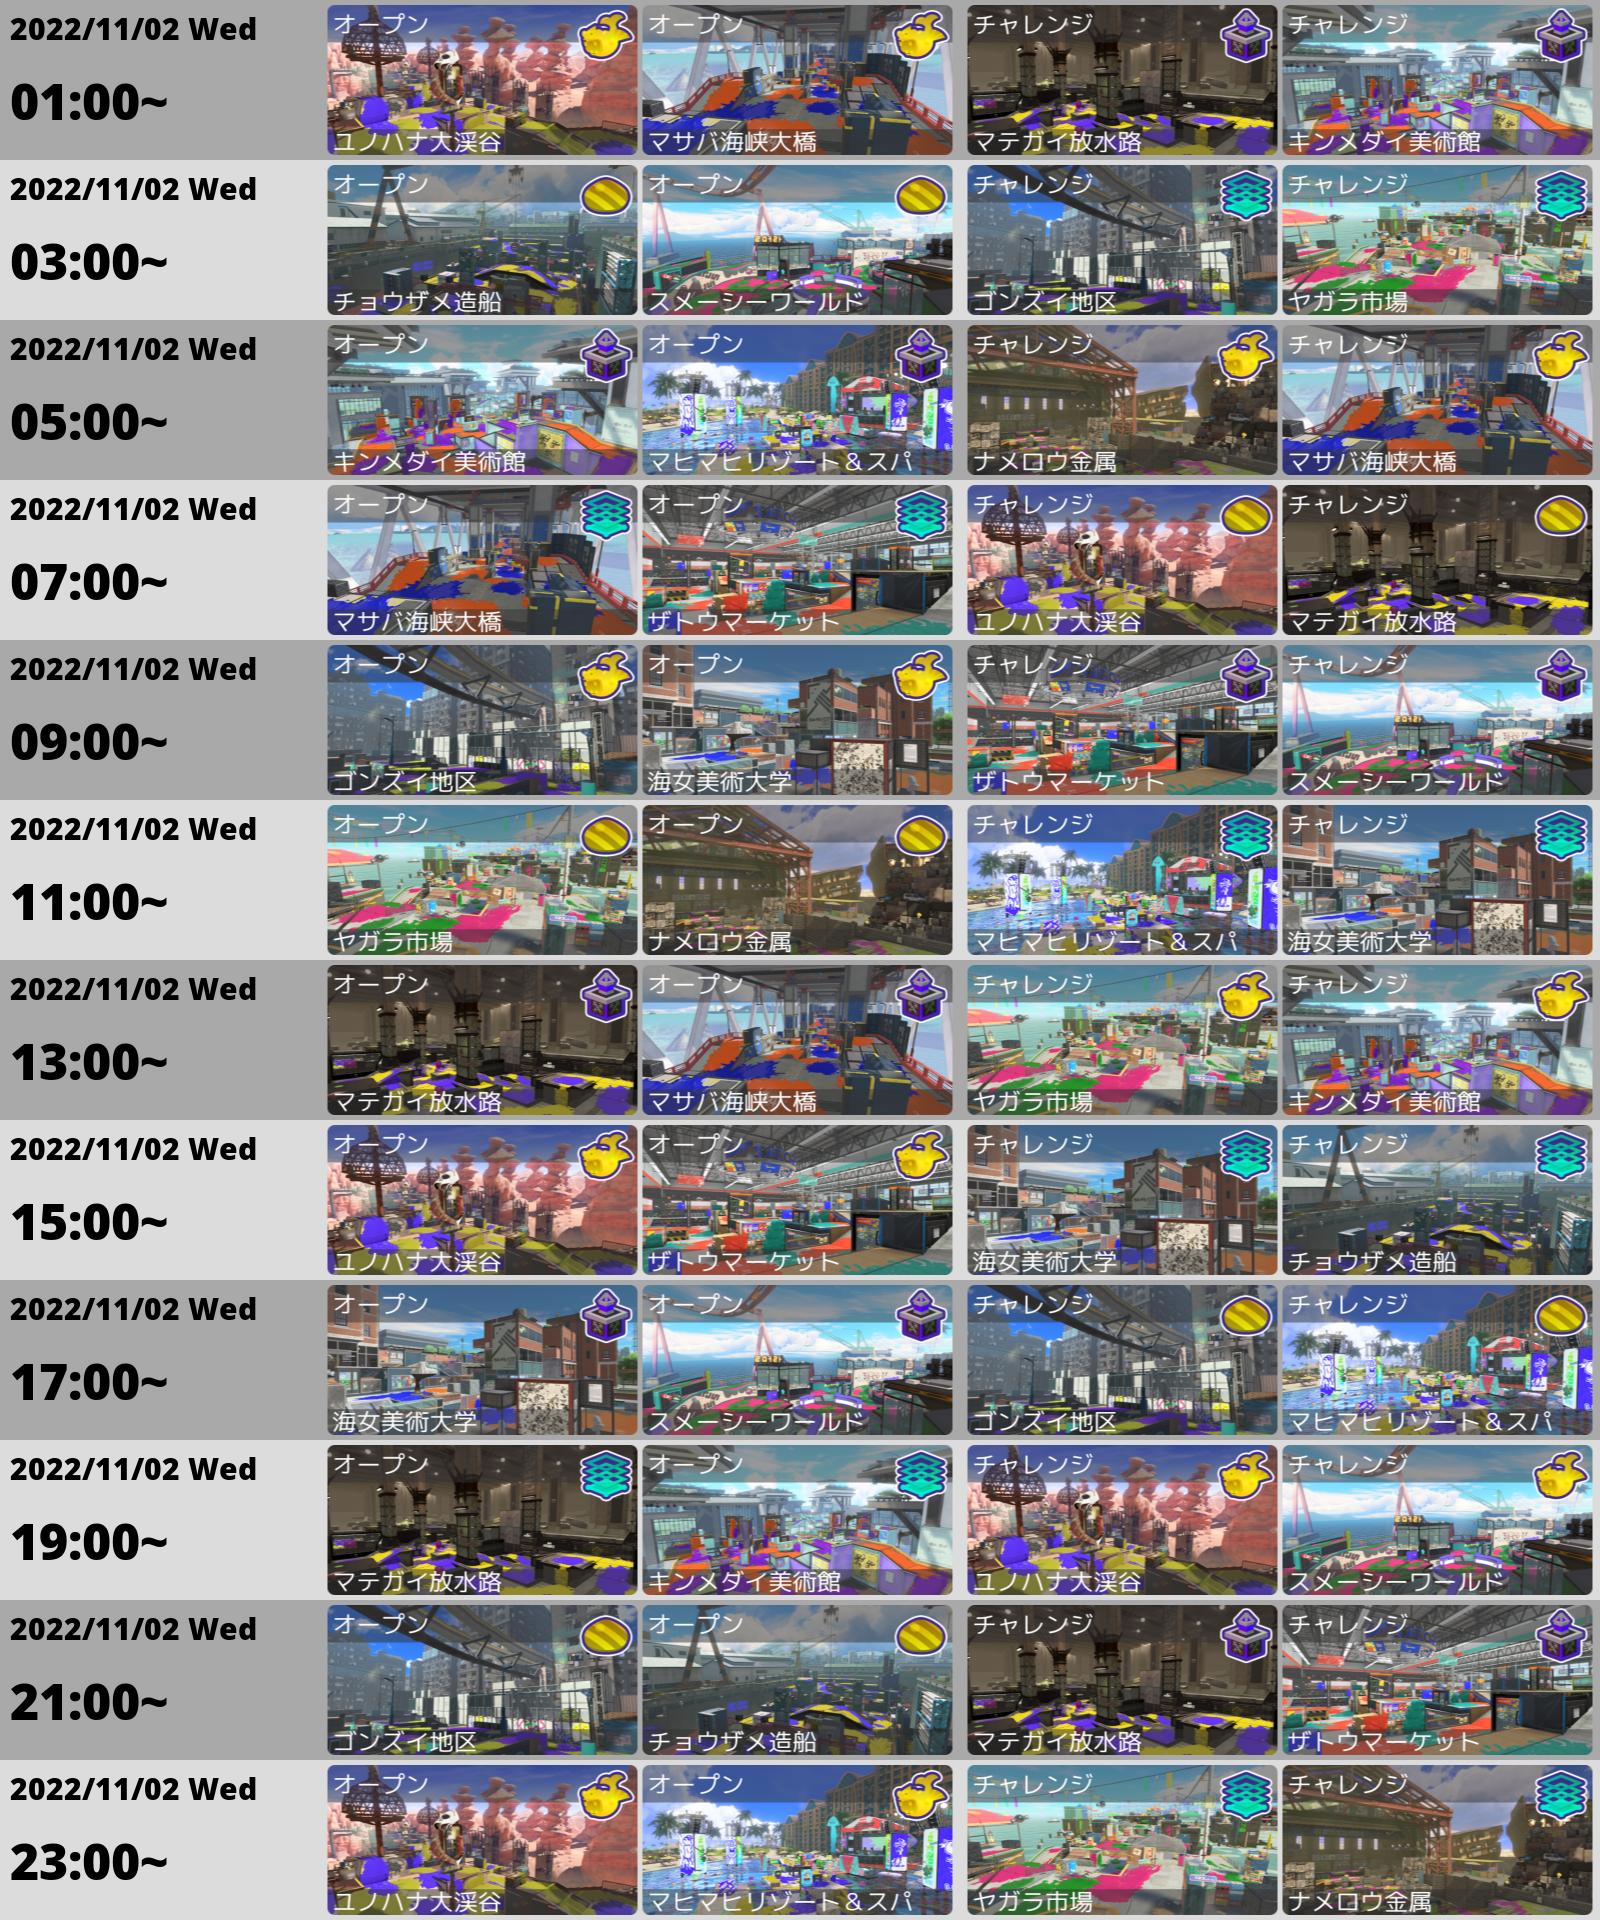 2022/11/02 Wed
01:00~
オープン
ユノハナ大渓谷
オープン
マサバ海峡大橋
チャレンジ
マテガイ放水路
チャレンジ
キンメダイ美術館
2022/11/02 Wed
03:00~
オープン
チョウザメ造船
オープン
スメーシーワールド
チャレンジ
ゴンズイ地区
チャレンジ
ヤガラ市場
2022/11/02 Wed
05:00~
オープン
キンメダイ美術館
オープン
マヒマヒリゾート&スパ
チャレンジ
ナメロウ金属
チャレンジ
マサバ海峡大橋
2022/11/02 Wed
07:00~
オープン
マサバ海峡大橋
オープン
ザトウマーケット
チャレンジ
ユノハナ大渓谷
チャレンジ
マテガイ放水路
2022/11/02 Wed
09:00~
オープン
ゴンズイ地区
オープン
海女美術大学
チャレンジ
ザトウマーケット
チャレンジ
スメーシーワールド
2022/11/02 Wed
11:00~
オープン
ヤガラ市場
オープン
ナメロウ金属
チャレンジ
マヒマヒリゾート&スパ
チャレンジ
海女美術大学
2022/11/02 Wed
13:00~
オープン
マテガイ放水路
オープン
マサバ海峡大橋
チャレンジ
ヤガラ市場
チャレンジ
キンメダイ美術館
2022/11/02 Wed
15:00~
オープン
ユノハナ大渓谷
オープン
ザトウマーケット
チャレンジ
海女美術大学
チャレンジ
チョウザメ造船
2022/11/02 Wed
17:00~
オープン
海女美術大学
オープン
スメーシーワールド
チャレンジ
ゴンズイ地区
チャレンジ
マヒマヒリゾート&スパ
2022/11/02 Wed
19:00~
オープン
マテガイ放水路
オープン
キンメダイ美術館
チャレンジ
ユノハナ大渓谷
チャレンジ
スメーシーワールド
2022/11/02 Wed
21:00~
オープン
ゴンズイ地区
オープン
チョウザメ造船
チャレンジ
マテガイ放水路
チャレンジ
ザトウマーケット
2022/11/02 Wed
23:00~
オープン
ユノハナ大渓谷
オープン
マヒマヒリゾート&スパ
チャレンジ
ヤガラ市場
チャレンジ
ナメロウ金属